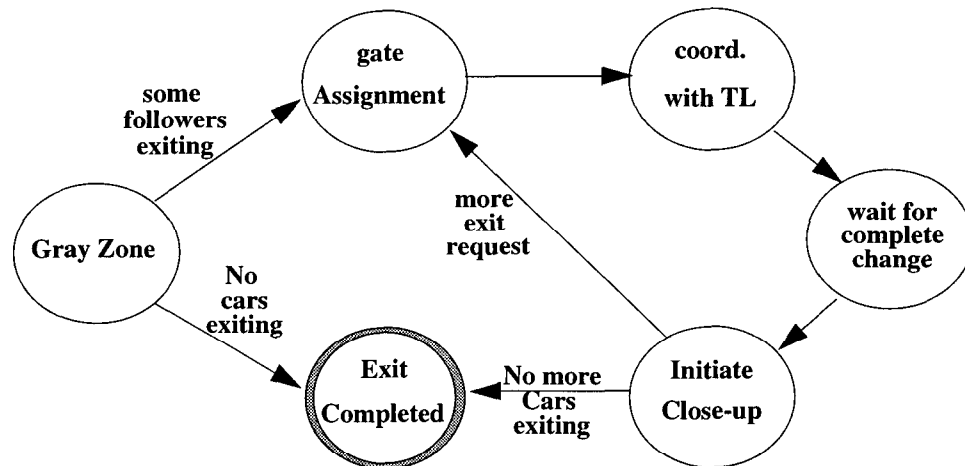 gate
Assignment
coord.
with TL
some
followers
exiting
Gray Zone
more
exit
request
wait for
complete
change
No
cars
exiting
Exit
Completed
No more
Cars
exiting
Initiate
Close-up